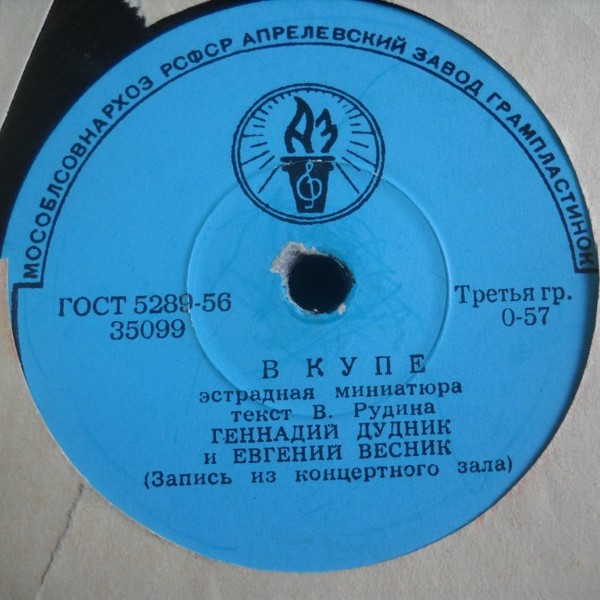 МОСОБЛСОВНАРХОЗ РСФСР АПРЕЛЕВСКИЙ ЗАВОД ГРАМПЛАСТИНОК
АЗ
ГОСТ 5289-56
35099
Третья гр.
0-57
В КУПЕ
эстрадная миниатюра
текст В. Рудина
ГЕННАДИЙ ДУДНИК
и ЕВГЕНИЙ ВЕСНИК
(Запись из концертного зала)